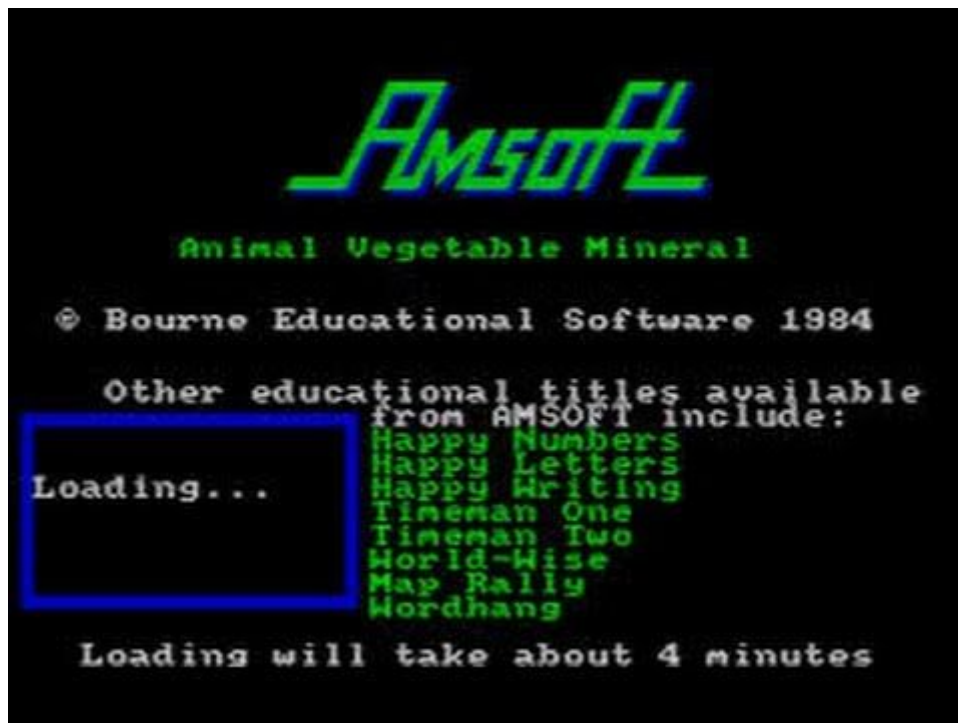 Amsoft
Animal Vegetable Mineral
© Bourne Educational Software 1984
Other educational titles available
from AMSOFT include:
Happy Numbers
Happy Letters
Loading...
Happy Writing
Timeman One
Timeman Two
World-Wise
Map Rally
Wordhang
Loading will take about 4 minutes